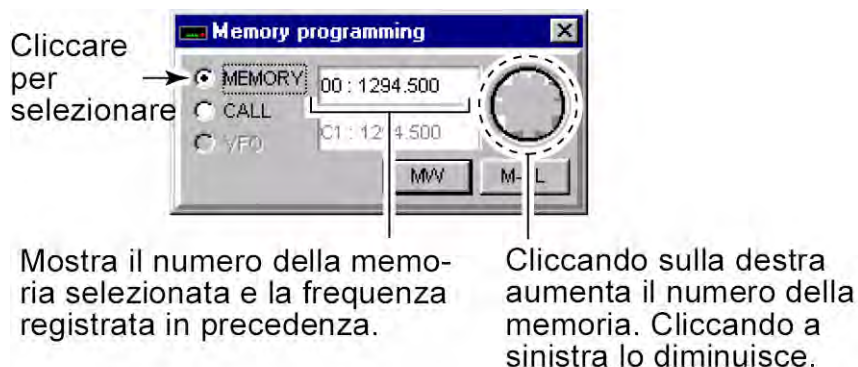 Memory programming
Cliccare
per
selezionare
MEMORY
00 : 1294.500
CALL
VFO
MW
Mostra il numero della memo-
ria selezionata e la frequenza
registrata in precedenza.
Cliccando sulla destra
aumenta il numero della
memoria. Cliccando a
sinistra lo diminuisce.